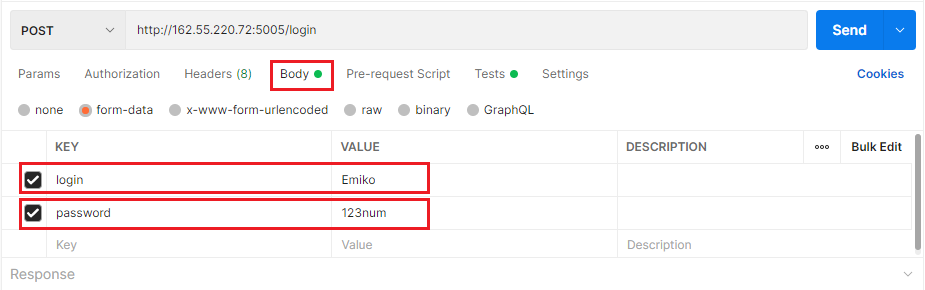 POST http://162.55.220.72:5005/login Send
Params Authorization Headers (8) Body Pre-request Script Tests Settings Cookies
none form-data x-www-form-urlencoded raw binary GraphQL
KEY VALUE DESCRIPTION ooo Bulk Edit
login Emiko
password 123num
Key Value Description
Response